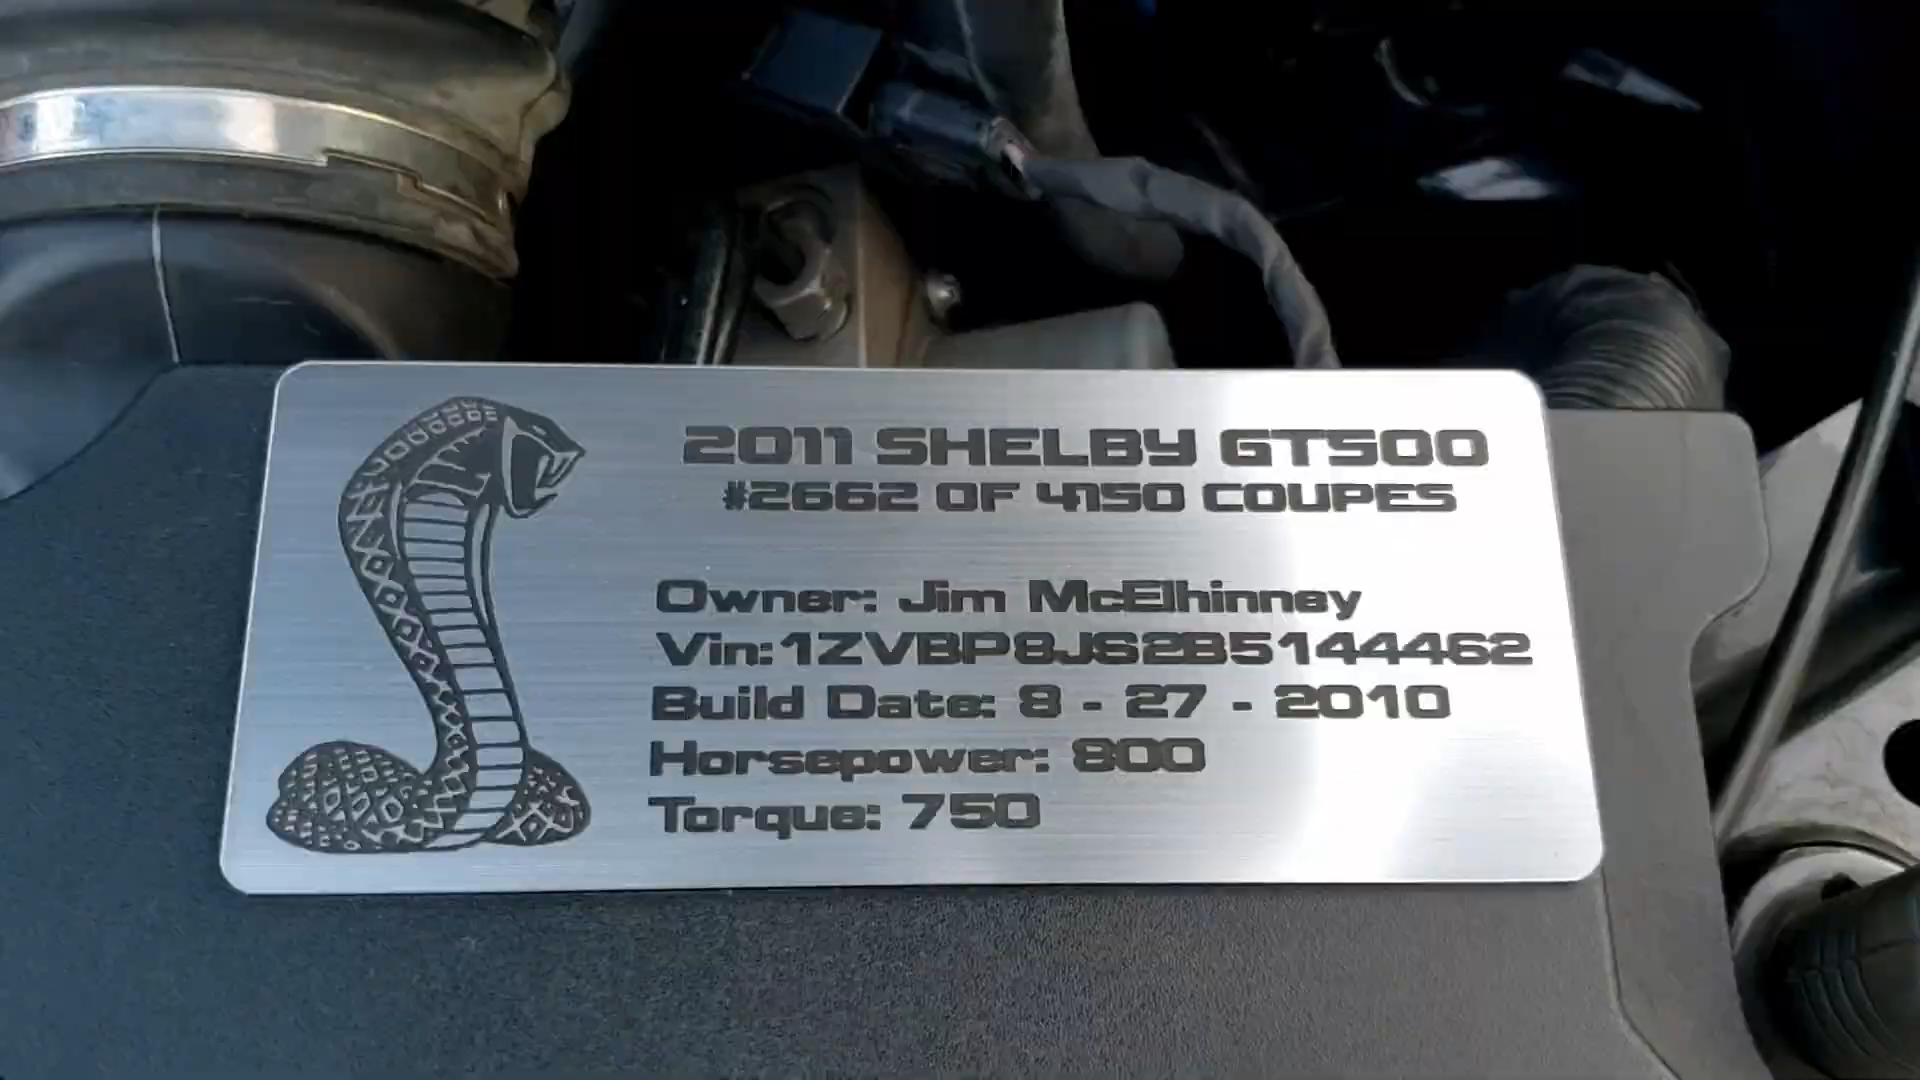 2011 SHELBY GT500
#2662 OF 4150 COUPES
Owner: Jim McElhinney
Vin:1ZVBP8JS2B5144462
Build Date: 8 - 27 - 2010
Horsepower: 800
Torque: 750